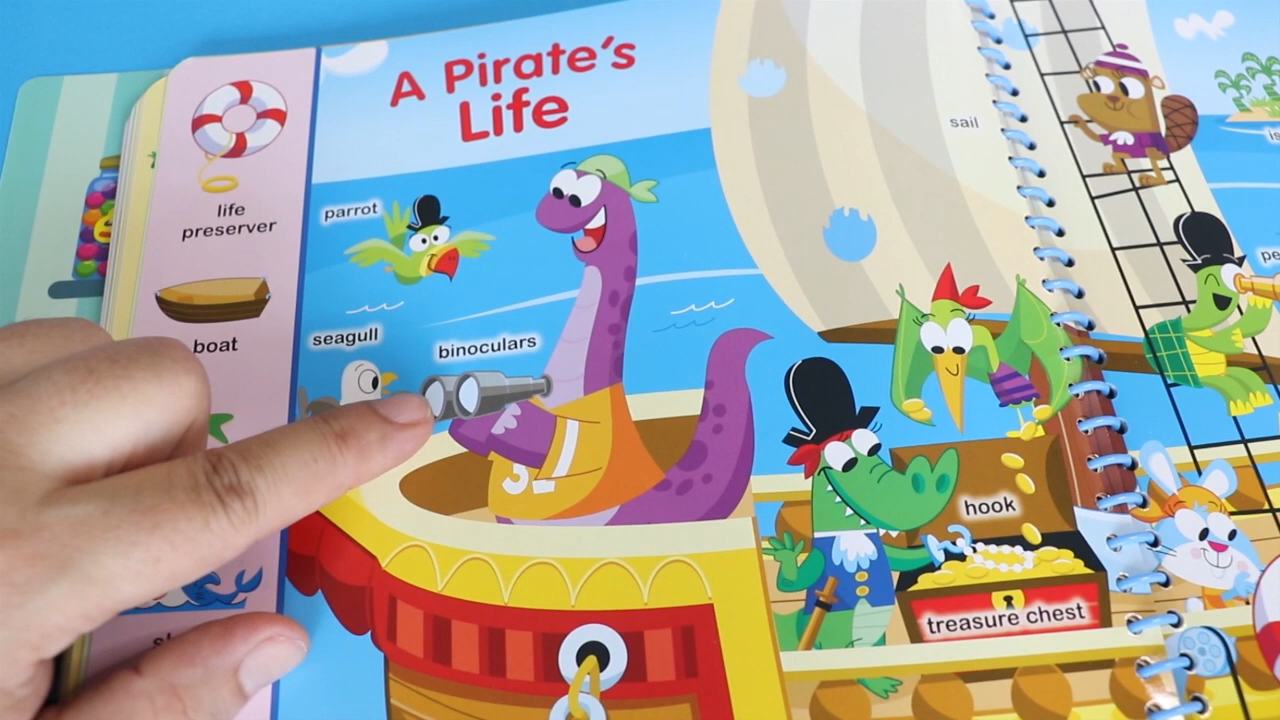 A Pirate's
Life
life
preserver
boat
parrot
seagull
binoculars
sail
hook
treasure chest